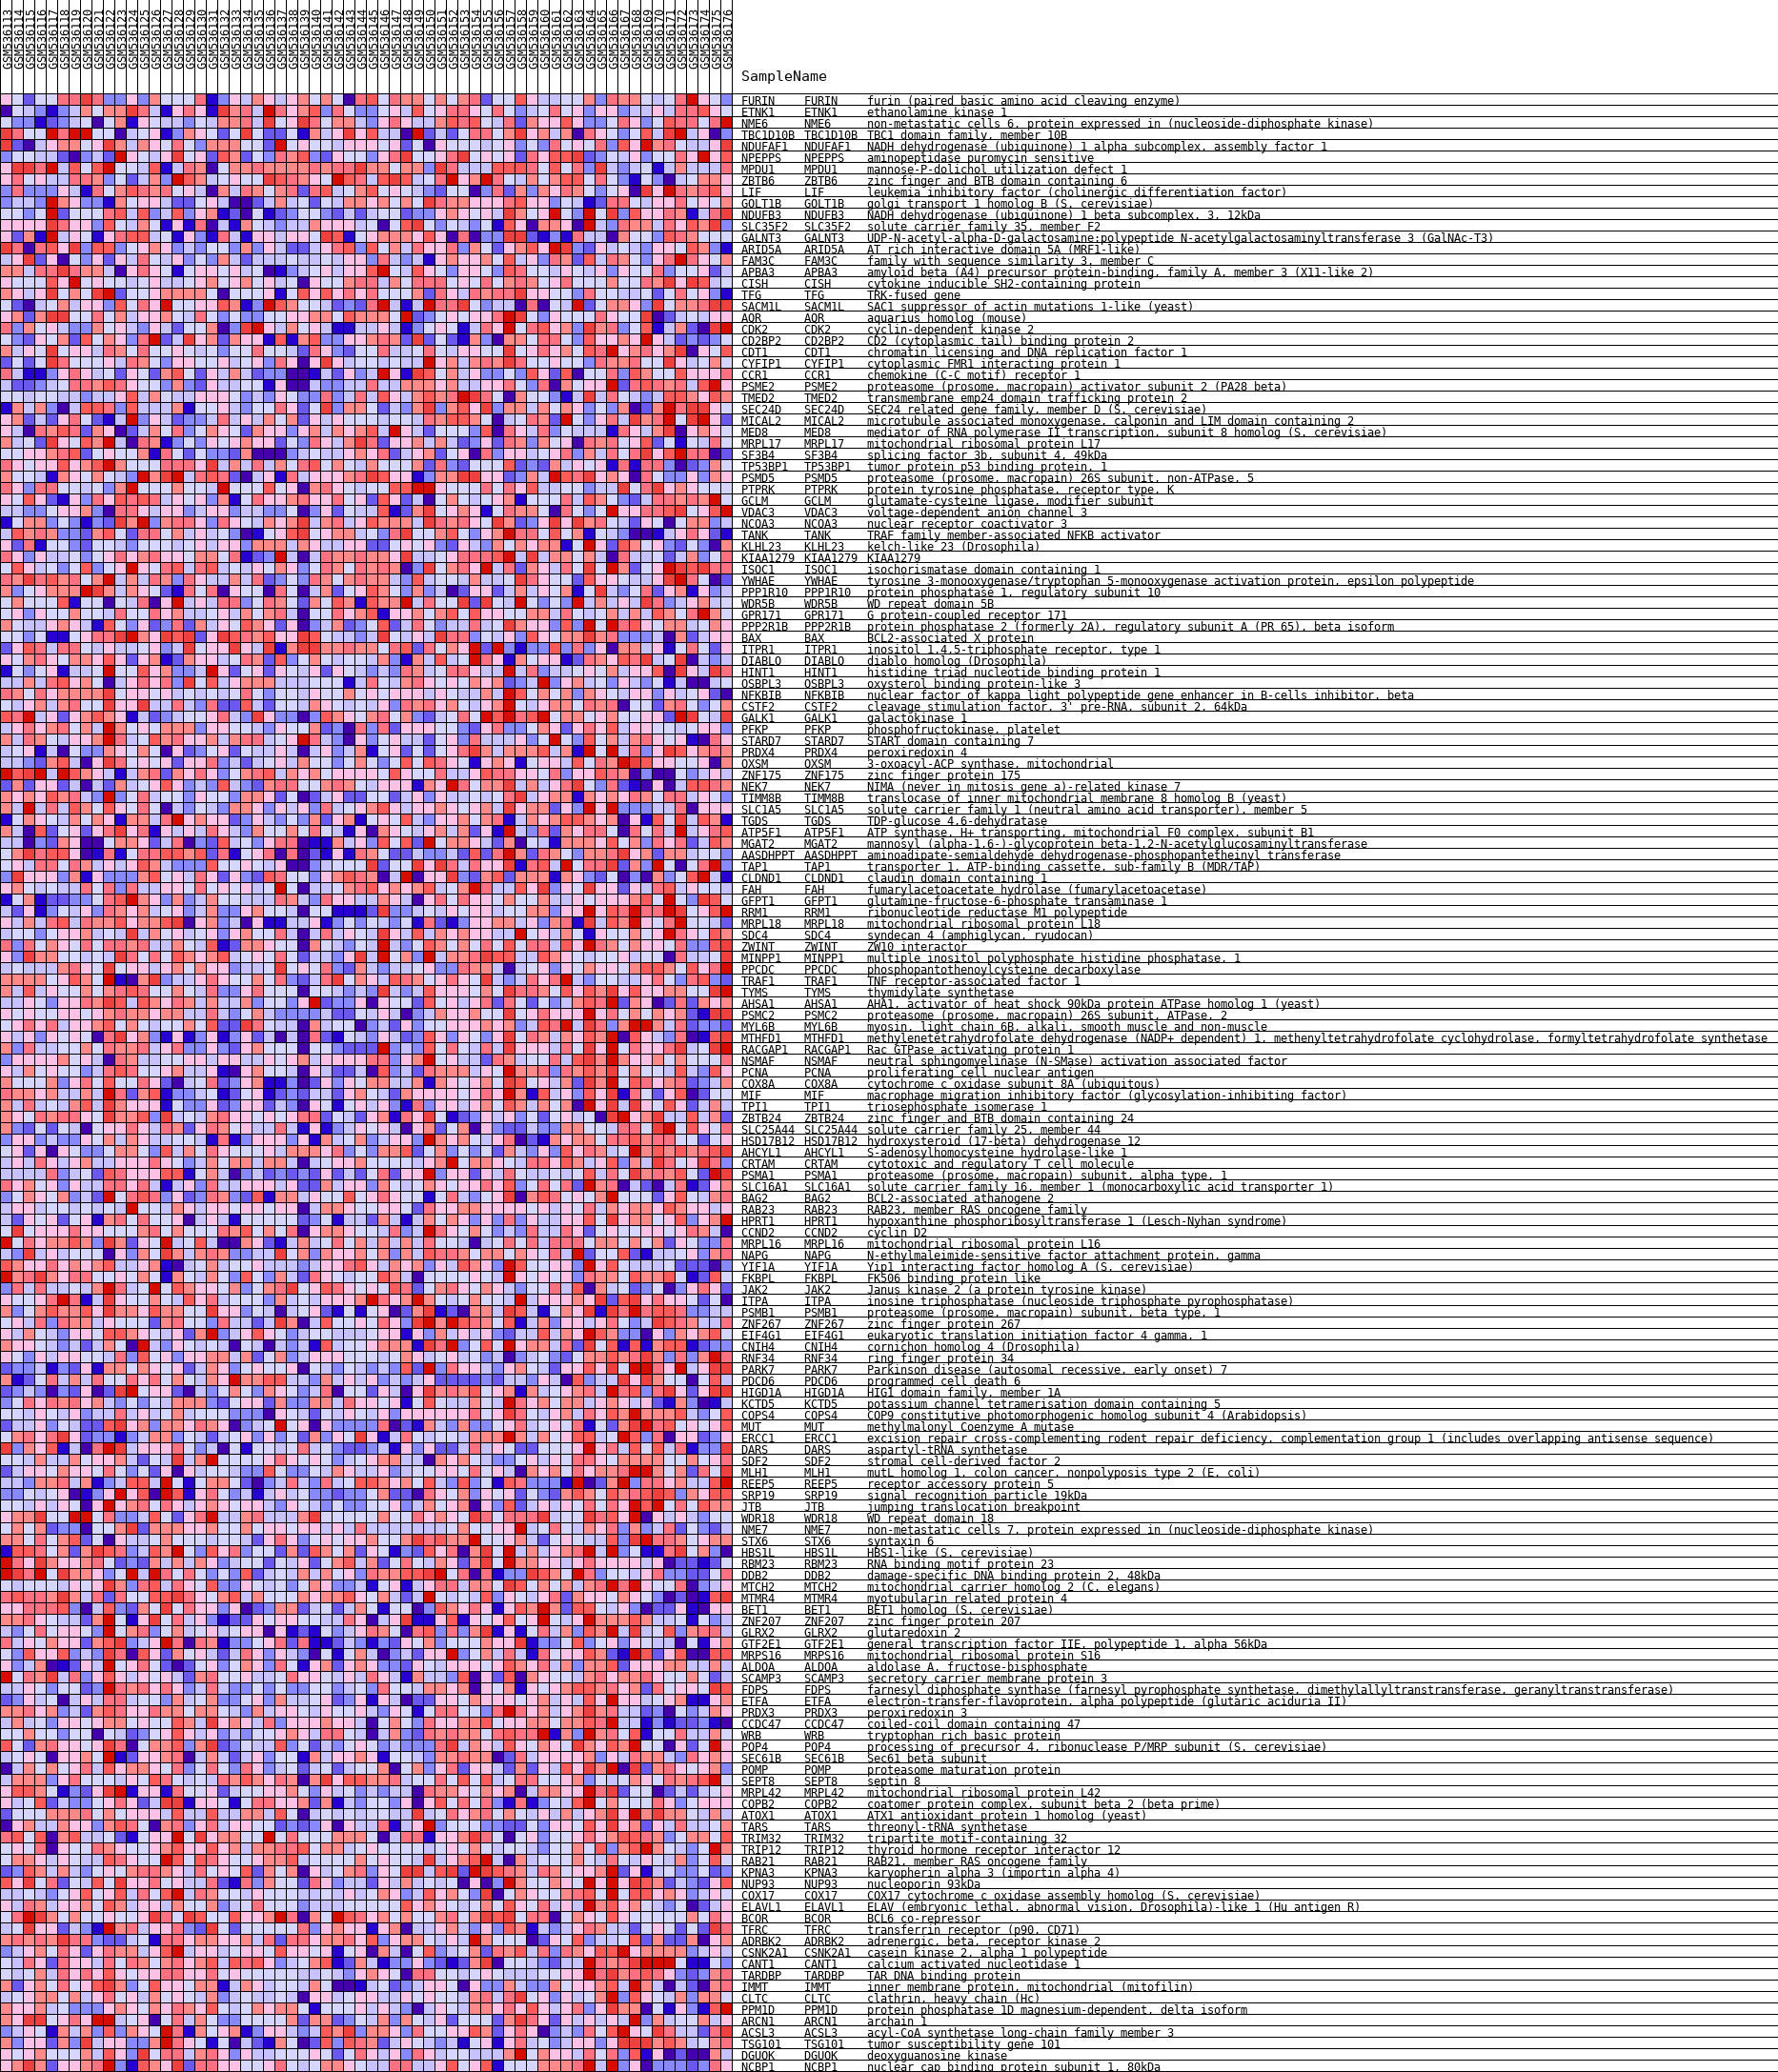 GSM536113 GSM536114 GSM536115 GSM536116 GSM536117 GSM536118 GSM536119 GSM536120 GSM536121 GSM536122 GSM536123 GSM536124 GSM536125 GSM536126 GSM536127 GSM536128 GSM536129 GSM536130 GSM536131 GSM536132 GSM536133 GSM536134 GSM536135 GSM536136 GSM536137 GSM536138 GSM536139 GSM536140 GSM536141 GSM536142 GSM536143 GSM536144 GSM536145 GSM536146 GSM536147 GSM536148 GSM536149 GSM536150 GSM536151 GSM536152 GSM536153 GSM536154 GSM536155 GSM536156 GSM536157 GSM536158 GSM536159 GSM536160 GSM536161 GSM536162 GSM536163 GSM536164 GSM536165 GSM536166 GSM536167 GSM536168 GSM536169 GSM536170 GSM536171 GSM536172 GSM536173 GSM536174 GSM536175 GSM536176
SampleName
FURIN FURIN furin (paired basic amino acid cleaving enzyme)
ETNK1 ETNK1 ethanolamine kinase 1
NME6 NME6 non-metastatic cells 6, protein expressed in (nucleoside-diphosphate kinase)
TBC1D10B TBC1D10B TBC1 domain family, member 10B
NDUFAF1 NDUFAF1 NADH dehydrogenase (ubiquinone) 1 alpha subcomplex, assembly factor 1
NPEPPS NPEPPS aminopeptidase puromycin sensitive
MPDU1 MPDU1 mannose-P-dolichol utilization defect 1
ZBTB6 ZBTB6 zinc finger and BTB domain containing 6
LIF LIF leukemia inhibitory factor (cholinergic differentiation factor)
GOLT1B GOLT1B golgi transport 1 homolog B (S. cerevisiae)
NDUFB3 NDUFB3 NADH dehydrogenase (ubiquinone) 1 beta subcomplex, 3, 12kDa
SLC35F2 SLC35F2 solute carrier family 35, member F2
GALNT3 GALNT3 UDP-N-acetyl-alpha-D-galactosamine:polypeptide N-acetylgalactosaminyltransferase 3 (GalNAc-T3)
ARID5A ARID5A AT rich interactive domain 5A (MRF1-like)
FAM3C FAM3C family with sequence similarity 3, member C
APBA3 APBA3 amyloid beta (A4) precursor protein-binding, family A, member 3 (X11-like 2)
CISH CISH cytokine inducible SH2-containing protein
TFG TFG TRK-fused gene
SACM1L SACM1L SAC1 suppressor of actin mutations 1-like (yeast)
AQR AQR aquarius homolog (mouse)
CDK2 CDK2 cyclin-dependent kinase 2
CD2BP2 CD2BP2 CD2 (cytoplasmic tail) binding protein 2
CDT1 CDT1 chromatin licensing and DNA replication factor 1
CYFIP1 CYFIP1 cytoplasmic FMR1 interacting protein 1
CCR1 CCR1 chemokine (C-C motif) receptor 1
PSME2 PSME2 proteasome (prosome, macropain) activator subunit 2 (PA28 beta)
TMED2 TMED2 transmembrane emp24 domain trafficking protein 2
SEC24D SEC24D SEC24 related gene family, member D (S. cerevisiae)
MICAL2 MICAL2 microtubule associated monoxygenase, calponin and LIM domain containing 2
MED8 MED8 mediator of RNA polymerase II transcription, subunit 8 homolog (S. cerevisiae)
MRPL17 MRPL17 mitochondrial ribosomal protein L17
SF3B4 SF3B4 splicing factor 3b, subunit 4, 49kDa
TP53BP1 TP53BP1 tumor protein p53 binding protein, 1
PSMD5 PSMD5 proteasome (prosome, macropain) 26S subunit, non-ATPase, 5
PTPRK PTPRK protein tyrosine phosphatase, receptor type, K
GCLM GCLM glutamate-cysteine ligase, modifier subunit
VDAC3 VDAC3 voltage-dependent anion channel 3
NCOA3 NCOA3 nuclear receptor coactivator 3
TANK TANK TRAF family member-associated NFKB activator
KLHL23 KLHL23 kelch-like 23 (Drosophila)
KIAA1279 KIAA1279 KIAA1279
ISOC1 ISOC1 isochorismatase domain containing 1
YWHAE YWHAE tyrosine 3-monooxygenase/tryptophan 5-monooxygenase activation protein, epsilon polypeptide
PPP1R10 PPP1R10 protein phosphatase 1, regulatory subunit 10
WDR5B WDR5B WD repeat domain 5B
GPR171 GPR171 G protein-coupled receptor 171
PPP2R1B PPP2R1B protein phosphatase 2 (formerly 2A), regulatory subunit A (PR 65), beta isoform
BAX BAX BCL2-associated X protein
ITPR1 ITPR1 inositol 1,4,5-triphosphate receptor, type 1
DIABLO DIABLO diablo homolog (Drosophila)
HINT1 HINT1 histidine triad nucleotide binding protein 1
OSBPL3 OSBPL3 oxysterol binding protein-like 3
NFKBIB NFKBIB nuclear factor of kappa light polypeptide gene enhancer in B-cells inhibitor, beta
CSTF2 CSTF2 cleavage stimulation factor, 3' pre-RNA, subunit 2, 64kDa
GALK1 GALK1 galactokinase 1
PFKP PFKP phosphofructokinase, platelet
STARD7 STARD7 START domain containing 7
PRDX4 PRDX4 peroxiredoxin 4
OXSM OXSM 3-oxoacyl-ACP synthase, mitochondrial
ZNF175 ZNF175 zinc finger protein 175
NEK7 NEK7 NIMA (never in mitosis gene a)-related kinase 7
TIMM8B TIMM8B translocase of inner mitochondrial membrane 8 homolog B (yeast)
SLC1A5 SLC1A5 solute carrier family 1 (neutral amino acid transporter), member 5
TGDS TGDS TDP-glucose 4,6-dehydratase
ATP5F1 ATP5F1 ATP synthase, H+ transporting, mitochondrial F0 complex, subunit B1
MGAT2 MGAT2 mannosyl (alpha-1,6-)-glycoprotein beta-1,2-N-acetylglucosaminyltransferase
AASDHPPT AASDHPPT aminoadipate-semialdehyde dehydrogenase-phosphopantetheinyl transferase
TAP1 TAP1 transporter 1, ATP-binding cassette, sub-family B (MDR/TAP)
CLDND1 CLDND1 claudin domain containing 1
FAH FAH fumarylacetoacetate hydrolase (fumarylacetoacetase)
GFPT1 GFPT1 glutamine-fructose-6-phosphate transaminase 1
RRM1 RRM1 ribonucleotide reductase M1 polypeptide
MRPL18 MRPL18 mitochondrial ribosomal protein L18
SDC4 SDC4 syndecan 4 (amphiglycan, ryudocan)
ZWINT ZWINT ZW10 interactor
MINPP1 MINPP1 multiple inositol polyphosphate histidine phosphatase, 1
PPCDC PPCDC phosphopantothenoylcysteine decarboxylase
TRAF1 TRAF1 TNF receptor-associated factor 1
TYMS TYMS thymidylate synthetase
AHSA1 AHSA1 AHA1, activator of heat shock 90kDa protein ATPase homolog 1 (yeast)
PSMC2 PSMC2 proteasome (prosome, macropain) 26S subunit, ATPase, 2
MYL6B MYL6B myosin, light chain 6B, alkali, smooth muscle and non-muscle
MTHFD1 MTHFD1 methylenetetrahydrofolate dehydrogenase (NADP+ dependent) 1, methenyltetrahydrofolate cyclohydrolase, formyltetrahydrofolate synthetase
RACGAP1 RACGAP1 Rac GTPase activating protein 1
NSMAF NSMAF neutral sphingomyelinase (N-SMase) activation associated factor
PCNA PCNA proliferating cell nuclear antigen
COX8A COX8A cytochrome c oxidase subunit 8A (ubiquitous)
MIF MIF macrophage migration inhibitory factor (glycosylation-inhibiting factor)
TPI1 TPI1 triosephosphate isomerase 1
ZBTB24 ZBTB24 zinc finger and BTB domain containing 24
SLC25A44 SLC25A44 solute carrier family 25, member 44
HSD17B12 HSD17B12 hydroxysteroid (17-beta) dehydrogenase 12
AHCYL1 AHCYL1 S-adenosylhomocysteine hydrolase-like 1
CRTAM CRTAM cytotoxic and regulatory T cell molecule
PSMA1 PSMA1 proteasome (prosome, macropain) subunit, alpha type, 1
SLC16A1 SLC16A1 solute carrier family 16, member 1 (monocarboxylic acid transporter 1)
BAG2 BAG2 BCL2-associated athanogene 2
RAB23 RAB23 RAB23, member RAS oncogene family
HPRT1 HPRT1 hypoxanthine phosphoribosyltransferase 1 (Lesch-Nyhan syndrome)
CCND2 CCND2 cyclin D2
MRPL16 MRPL16 mitochondrial ribosomal protein L16
NAPG NAPG N-ethylmaleimide-sensitive factor attachment protein, gamma
YIF1A YIF1A Yip1 interacting factor homolog A (S. cerevisiae)
FKBPL FKBPL FK506 binding protein like
JAK2 JAK2 Janus kinase 2 (a protein tyrosine kinase)
ITPA ITPA inosine triphosphatase (nucleoside triphosphate pyrophosphatase)
PSMB1 PSMB1 proteasome (prosome, macropain) subunit, beta type, 1
ZNF267 ZNF267 zinc finger protein 267
EIF4G1 EIF4G1 eukaryotic translation initiation factor 4 gamma, 1
CNIH4 CNIH4 cornichon homolog 4 (Drosophila)
RNF34 RNF34 ring finger protein 34
PARK7 PARK7 Parkinson disease (autosomal recessive, early onset) 7
PDCD6 PDCD6 programmed cell death 6
HIGD1A HIGD1A HIG1 domain family, member 1A
KCTD5 KCTD5 potassium channel tetramerisation domain containing 5
COPS4 COPS4 COP9 constitutive photomorphogenic homolog subunit 4 (Arabidopsis)
MUT MUT methylmalonyl Coenzyme A mutase
ERCC1 ERCC1 excision repair cross-complementing rodent repair deficiency, complementation group 1 (includes overlapping antisense sequence)
DARS DARS aspartyl-tRNA synthetase
SDF2 SDF2 stromal cell-derived factor 2
MLH1 MLH1 mutL homolog 1, colon cancer, nonpolyposis type 2 (E. coli)
REEP5 REEP5 receptor accessory protein 5
SRP19 SRP19 signal recognition particle 19kDa
JTB JTB jumping translocation breakpoint
WDR18 WDR18 WD repeat domain 18
NME7 NME7 non-metastatic cells 7, protein expressed in (nucleoside-diphosphate kinase)
STX6 STX6 syntaxin 6
HBS1L HBS1L HBS1-like (S. cerevisiae)
RBM23 RBM23 RNA binding motif protein 23
DDB2 DDB2 damage-specific DNA binding protein 2, 48kDa
MTCH2 MTCH2 mitochondrial carrier homolog 2 (C. elegans)
MTMR4 MTMR4 myotubularin related protein 4
BET1 BET1 BET1 homolog (S. cerevisiae)
ZNF207 ZNF207 zinc finger protein 207
GLRX2 GLRX2 glutaredoxin 2
GTF2E1 GTF2E1 general transcription factor IIE, polypeptide 1, alpha 56kDa
MRPS16 MRPS16 mitochondrial ribosomal protein S16
ALDOA ALDOA aldolase A, fructose-bisphosphate
SCAMP3 SCAMP3 secretory carrier membrane protein 3
FDPS FDPS farnesyl diphosphate synthase (farnesyl pyrophosphate synthetase, dimethylallyltranstransferase, geranyltranstransferase)
ETFA ETFA electron-transfer-flavoprotein, alpha polypeptide (glutaric aciduria II)
PRDX3 PRDX3 peroxiredoxin 3
CCDC47 CCDC47 coiled-coil domain containing 47
WRB WRB tryptophan rich basic protein
POP4 POP4 processing of precursor 4, ribonuclease P/MRP subunit (S. cerevisiae)
SEC61B SEC61B Sec61 beta subunit
POMP POMP proteasome maturation protein
SEPT8 SEPT8 septin 8
MRPL42 MRPL42 mitochondrial ribosomal protein L42
COPB2 COPB2 coatomer protein complex, subunit beta 2 (beta prime)
ATOX1 ATOX1 ATX1 antioxidant protein 1 homolog (yeast)
TARS TARS threonyl-tRNA synthetase
TRIM32 TRIM32 tripartite motif-containing 32
TRIP12 TRIP12 thyroid hormone receptor interactor 12
RAB21 RAB21 RAB21, member RAS oncogene family
KPNA3 KPNA3 karyopherin alpha 3 (importin alpha 4)
NUP93 NUP93 nucleoporin 93kDa
COX17 COX17 COX17 cytochrome c oxidase assembly homolog (S. cerevisiae)
ELAVL1 ELAVL1 ELAV (embryonic lethal, abnormal vision, Drosophila)-like 1 (Hu antigen R)
BCOR BCOR BCL6 co-repressor
TFRC TFRC transferrin receptor (p90, CD71)
ADRBK2 ADRBK2 adrenergic, beta, receptor kinase 2
CSNK2A1 CSNK2A1 casein kinase 2, alpha 1 polypeptide
CANT1 CANT1 calcium activated nucleotidase 1
TARDBP TARDBP TAR DNA binding protein
IMMT IMMT inner membrane protein, mitochondrial (mitofilin)
CLTC CLTC clathrin, heavy chain (Hc)
PPM1D PPM1D protein phosphatase 1D magnesium-dependent, delta isoform
ARCN1 ARCN1 archain 1
ACSL3 ACSL3 acyl-CoA synthetase long-chain family member 3
TSG101 TSG101 tumor susceptibility gene 101
DGUOK DGUOK deoxyguanosine kinase
NCBP1 NCBP1 nuclear cap binding protein subunit 1, 80kDa